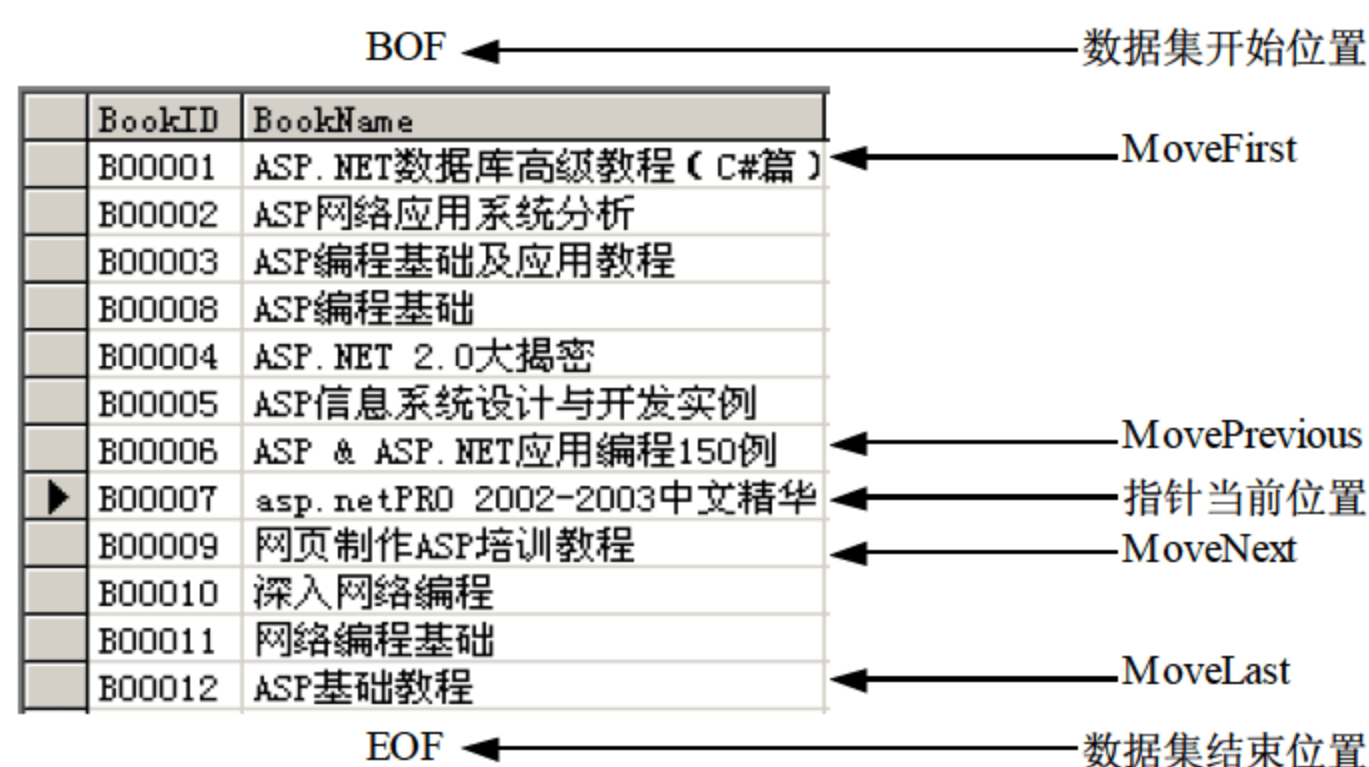 BOF 数据集开始位置
BookID BookName
B00001 ASP.NET数据库高级教程(C#篇) MoveFirst
B00002 ASP网络应用系统分析
B00003 ASP编程基础及应用教程
B00008 ASP编程基础
B00004 ASP.NET 2.0大揭密
B00005 ASP信息系统设计与开发实例
B00006 ASP & ASP.NET应用编程150例 MovePrevious
B00007 asp.netPRO 2002-2003中文精华 指针当前位置
B00009 网页制作ASP培训教程 MoveNext
B00010 深入网络编程
B00011 网络编程基础
B00012 ASP基础教程 MoveLast
EOF 数据集结束位置